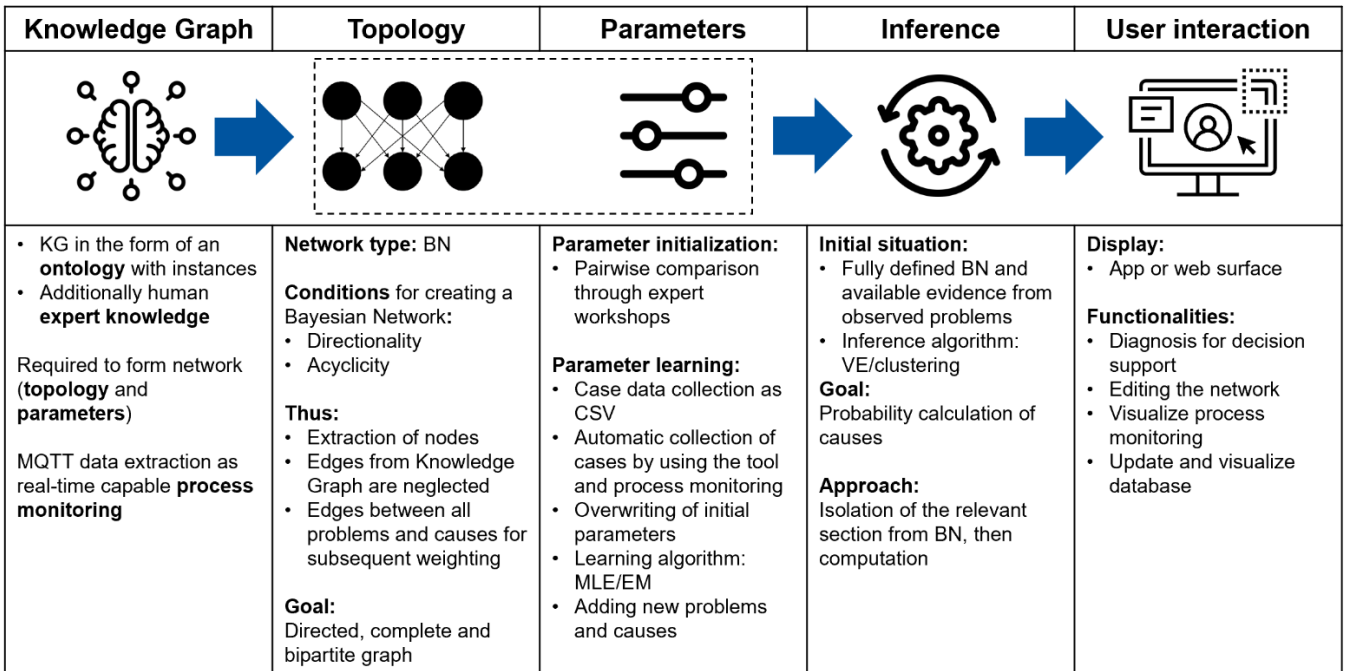 Knowledge Graph
Topology
Parameters
Inference
User interaction
• KG in the form of an
ontology with instances
• Additionally human
expert knowledge
Required to form network
(topology and
parameters)
MQTT data extraction as
real-time capable process
monitoring
Network type: BN
Conditions for creating a
Bayesian Network:
• Directionality
• Acyclicity
Thus:
• Extraction of nodes
• Edges from Knowledge
Graph are neglected
• Edges between all
problems and causes for
subsequent weighting
Goal:
Directed, complete and
bipartite graph
Parameter initialization:
• Pairwise comparison
through expert
workshops
Parameter learning:
• Case data collection as
CSV
• Automatic collection of
cases by using the tool
and process monitoring
• Overwriting of initial
parameters
• Learning algorithm:
MLE/EM
• Adding new problems
and causes
Initial situation:
• Fully defined BN and
available evidence from
observed problems
• Inference algorithm:
VE/clustering
Goal:
Probability calculation of
causes
Approach:
Isolation of the relevant
section from BN, then
computation
Display:
• App or web surface
Functionalities:
• Diagnosis for decision
support
• Editing the network
• Visualize process
monitoring
• Update and visualize
database